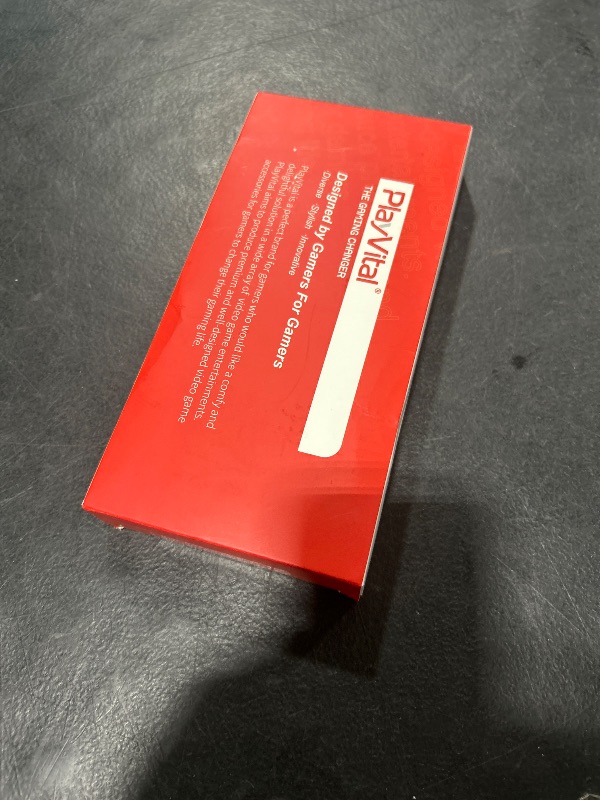 PlayVital®
THE GAMING CHANGER
Designed by Gamers For Gamers
·Diverse ·Stylish ·Innovative
PlayVital is a perfect brand for gamers who would like a comfy and
delightful solution in a wide array of video game entertainments.
PlayVital aims to produce premium and well-designed video game
accessories for gamers to change their gaming life.